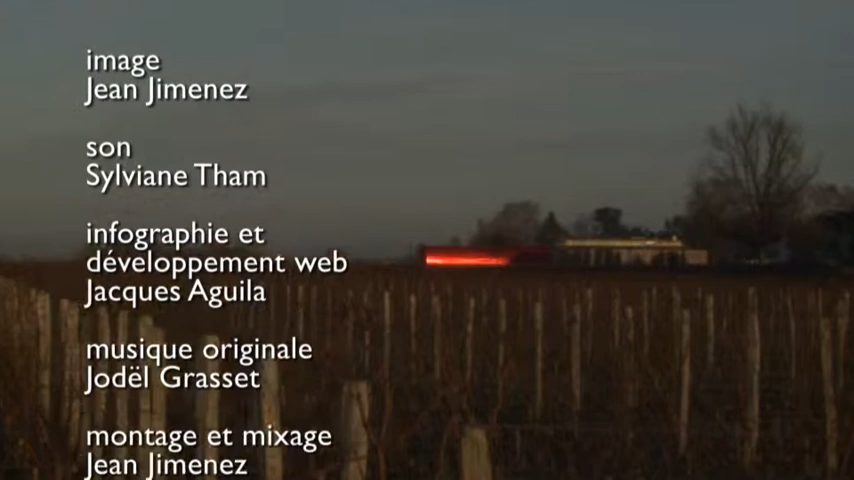 image
Jean Jimenez
son
Sylviane Tham
infographie et
développement web
Jacques Aguila
musique originale
Jodël Grasset
montage et mixage
Jean Jimenez